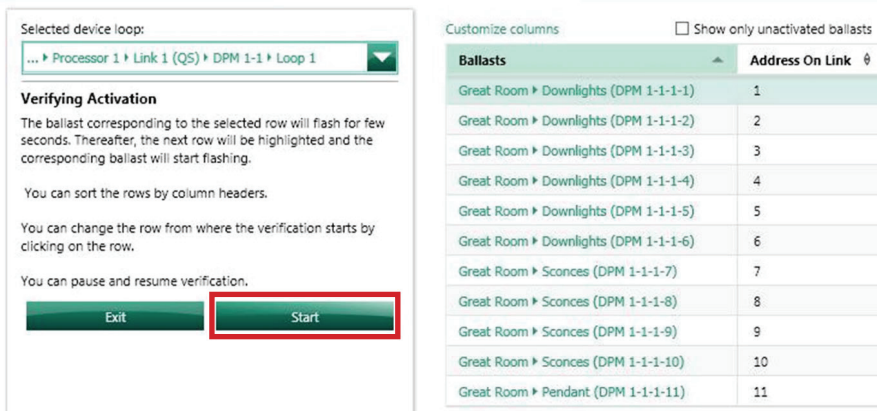 Selected device loop:
... ▸ Processor 1 ▸ Link 1 (QS) ▸ DPM 1-1 ▸ Loop 1
Verifying Activation
The ballast corresponding to the selected row will flash for few
seconds. Thereafter, the next row will be highlighted and the
corresponding ballast will start flashing.
You can sort the rows by column headers.
You can change the row from where the verification starts by
clicking on the row.
You can pause and resume verification.
Exit Start
Customize columns Show only unactivated ballasts
Ballasts Address On Link
Great Room ▸ Downlights (DPM 1-1-1-1) 1
Great Room ▸ Downlights (DPM 1-1-1-2) 2
Great Room ▸ Downlights (DPM 1-1-1-3) 3
Great Room ▸ Downlights (DPM 1-1-1-4) 4
Great Room ▸ Downlights (DPM 1-1-1-5) 5
Great Room ▸ Downlights (DPM 1-1-1-6) 6
Great Room ▸ Sconces (DPM 1-1-1-7) 7
Great Room ▸ Sconces (DPM 1-1-1-8) 8
Great Room ▸ Sconces (DPM 1-1-1-9) 9
Great Room ▸ Sconces (DPM 1-1-1-10) 10
Great Room ▸ Pendant (DPM 1-1-1-11) 11